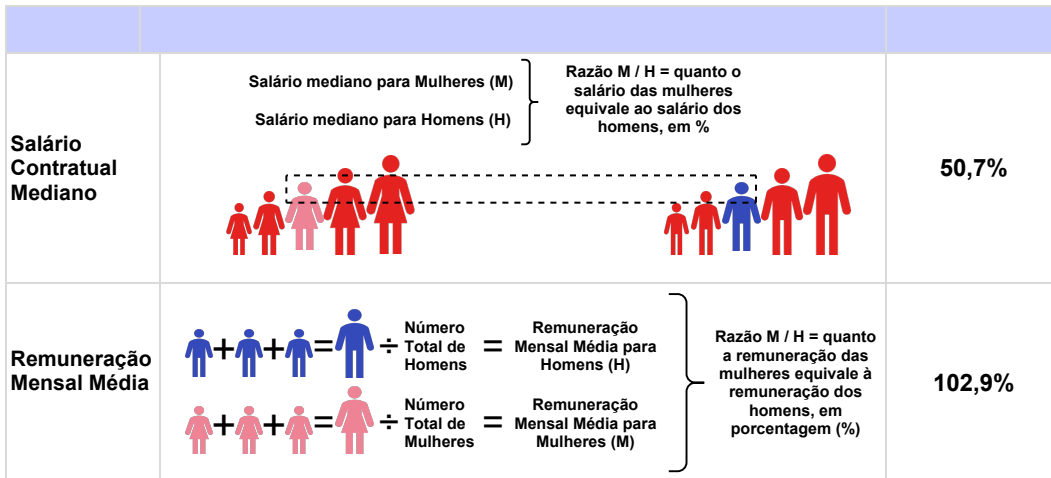 Salário mediano para Mulheres (M)
Salário mediano para Homens (H)
Razão M / H = quanto o
salário das mulheres
equivale ao salário dos
homens, em %
Salário
Contratual
Mediano
50,7%
Remuneração
Mensal Média
+ + = ÷
Número
Total de
Homens
=
Remuneração
Mensal Média para
Homens (H)
+ + = ÷
Número
Total de
Mulheres
=
Remuneração
Mensal Média para
Mulheres (M)
Razão M / H = quanto
a remuneração das
mulheres equivale à
remuneração dos
homens, em
porcentagem (%)
102,9%